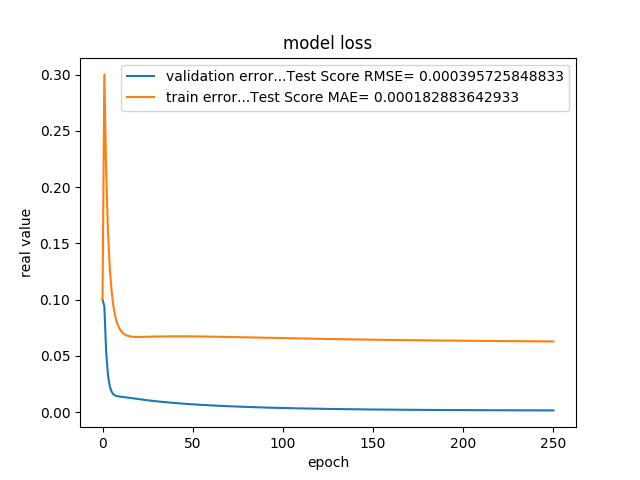 model loss
validation error...Test Score RMSE= 0.000395725848833
train error...Test Score MAE= 0.000182883642933
real value
0.30
0.25
0.20
0.15
0.10
0.05
0.00
0 50 100 150 200 250
epoch